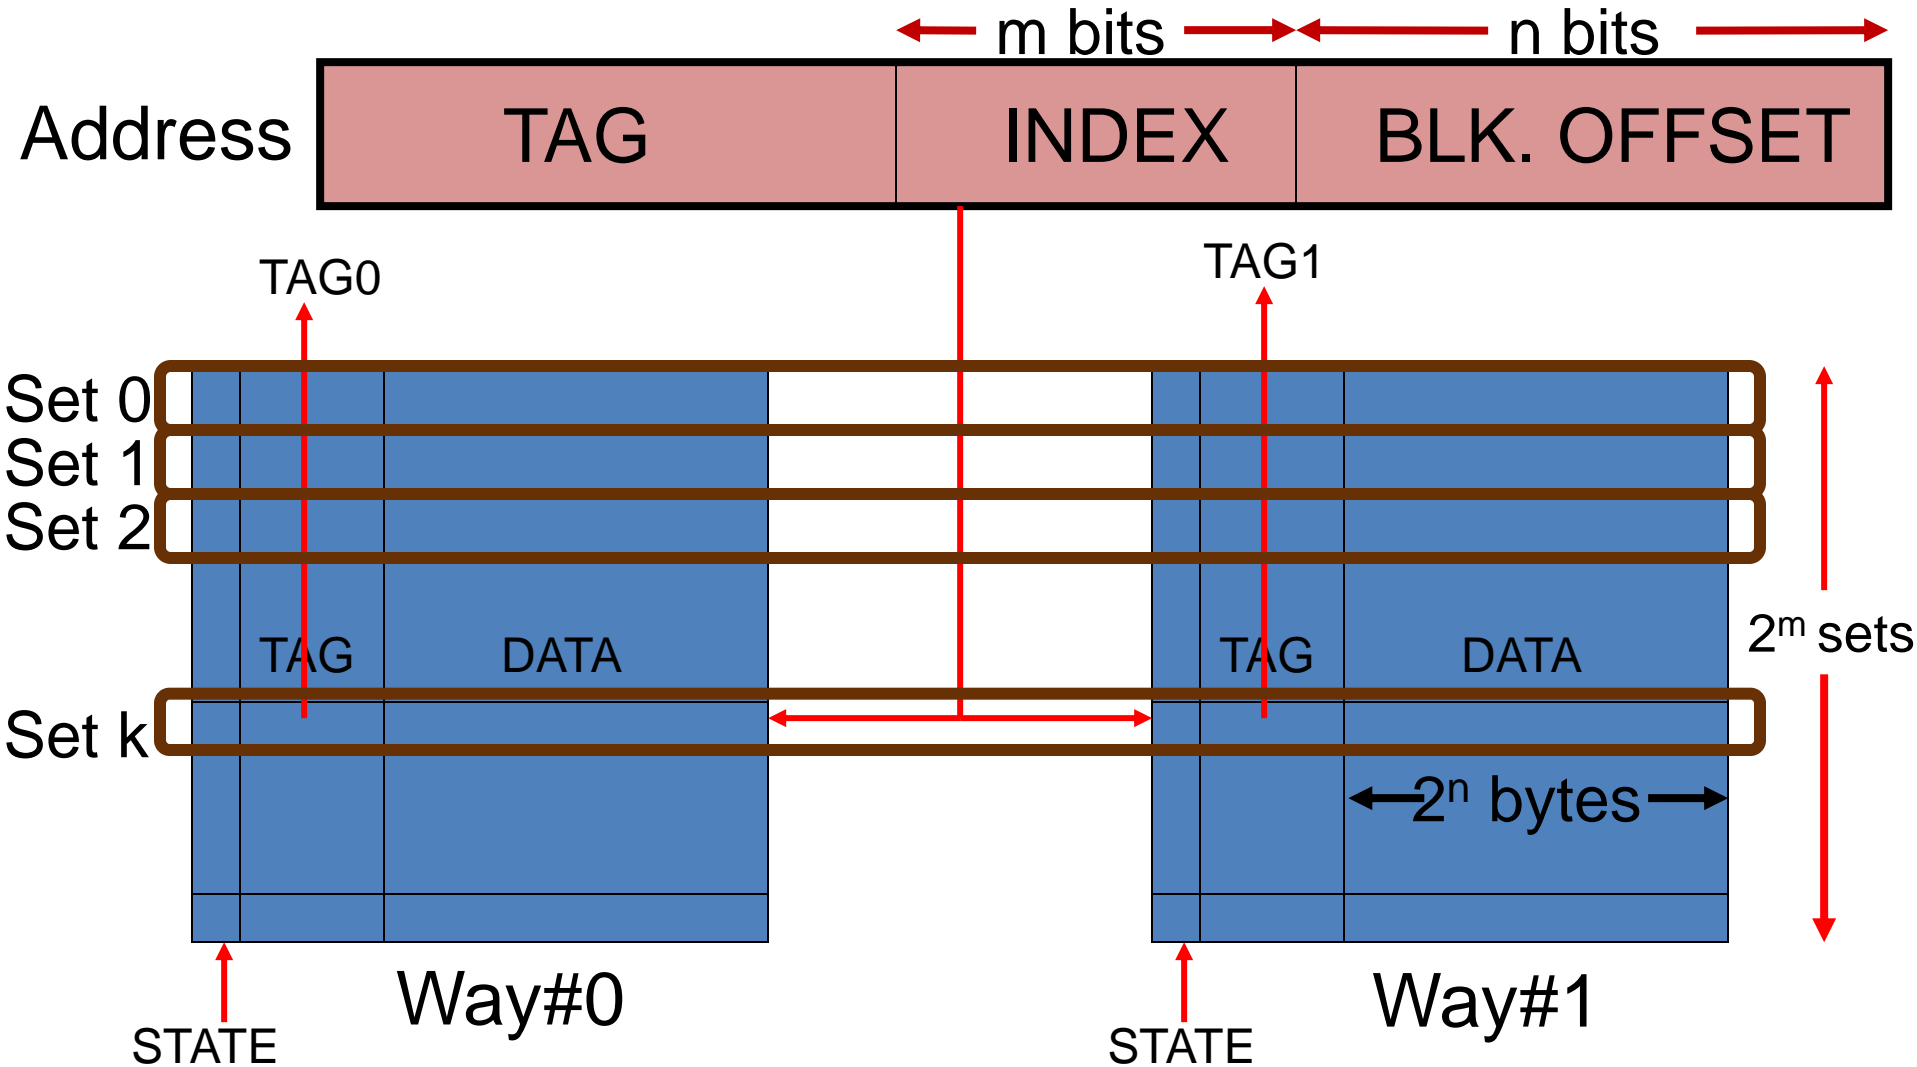 m bits
n bits
Address
TAG
INDEX
BLK. OFFSET
TAG0
TAG1
Set 0
Set 1
Set 2
TAG
DATA
TAG
DATA
2ᵐ sets
Set k
2ⁿ bytes
Way#0
Way#1
STATE
STATE